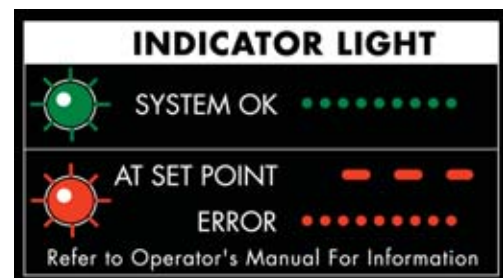 INDICATOR LIGHT
SYSTEM OK
AT SET POINT
ERROR
Refer to Operator's Manual For Information